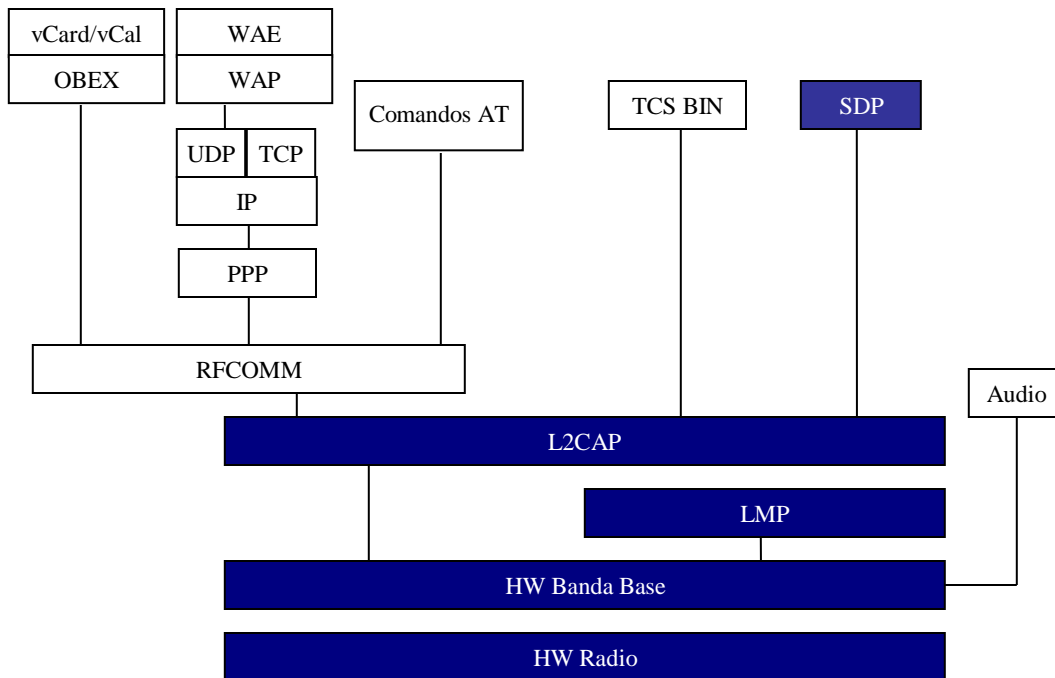 vCard/vCal
WAE
OBEX
WAP
Comandos AT
TCS BIN
SDP
UDP
TCP
IP
PPP
RFCOMM
Audio
L2CAP
LMP
HW Banda Base
HW Radio